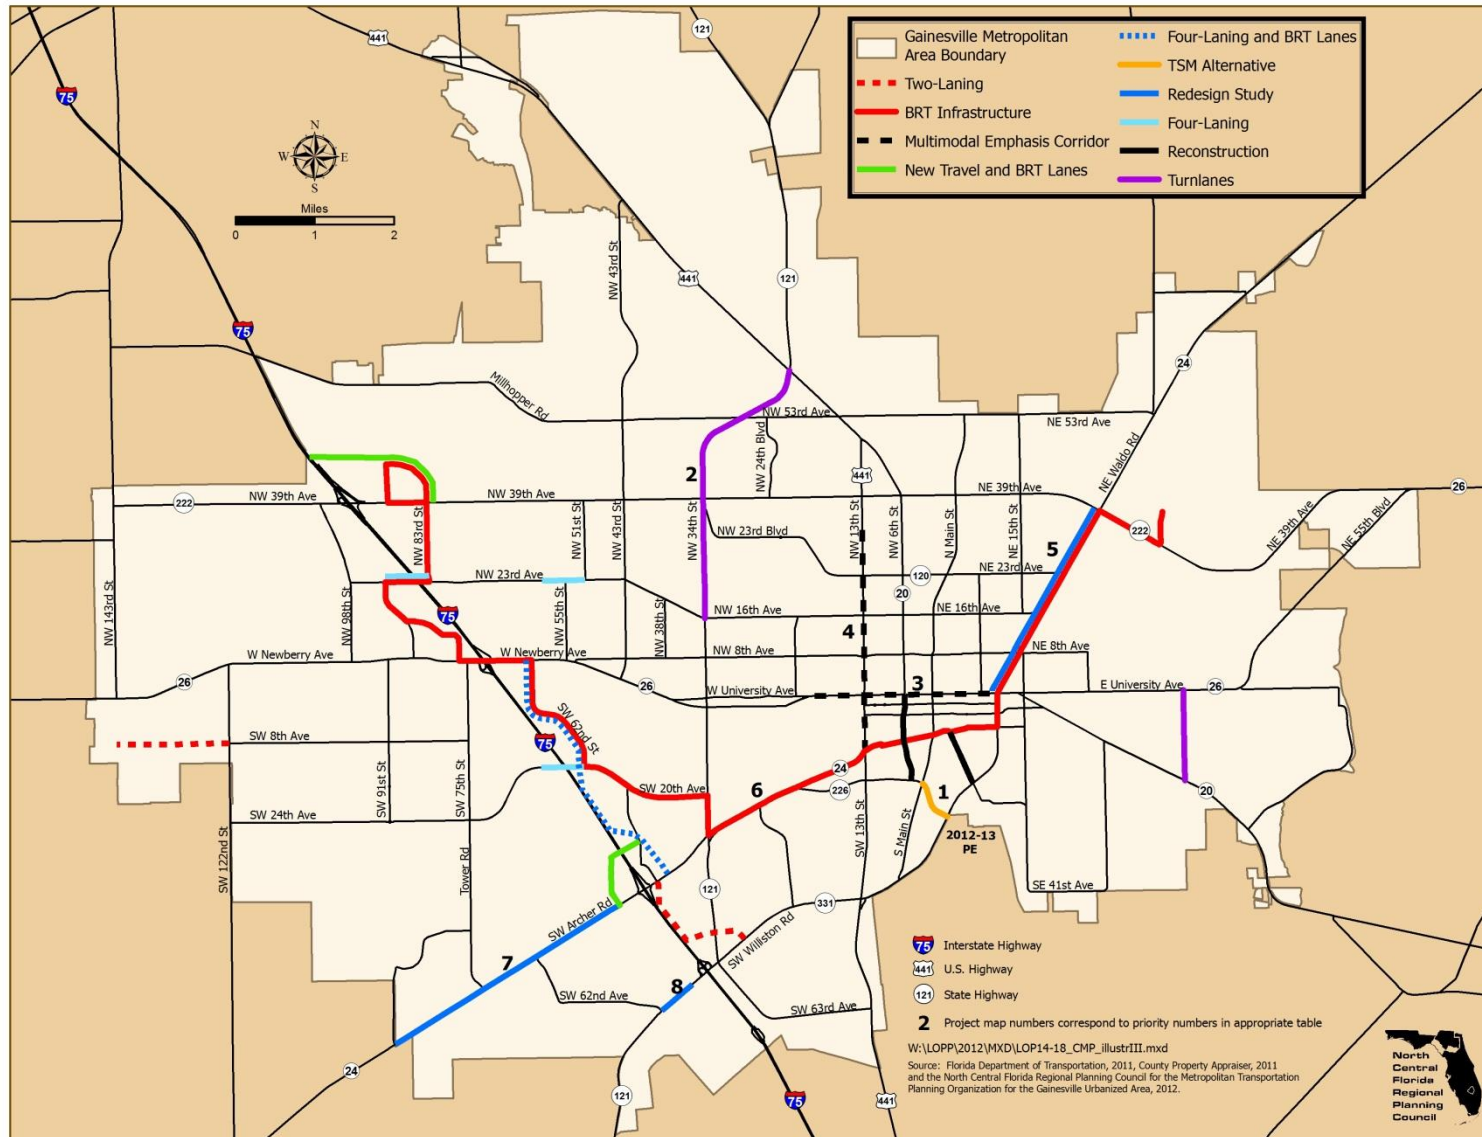 Gainesville Metropolitan
Area Boundary
Two-Laning
BRT Infrastructure
Multimodal Emphasis Corridor
New Travel and BRT Lanes
Four-Laning and BRT Lanes
TSM Alternative
Redesign Study
Four-Laning
Reconstruction
Turnlanes
441
121
75
N
W E
S
Miles
0 1 2
75
NW 43rd St
441
121
24
Millhopper Rd
NW 53rd Ave
NE 53rd Ave
NW 24th Blvd
NE Waldo Rd
441
2
222
NW 39th Ave
NW 39th Ave
NE 39th Ave
26
NW 83rd St
NW 51st St
NW 43rd St
NW 34th St
NW 23rd Blvd
NW 13th St
NW 6th St
N Main St
NE 15th St
5
222
NE 39th Ave
NE 55th Blvd
NW 143rd St
NW 98th St
NW 23rd Ave
120
NE 23rd Ave
20
75
NW 55th St
NW 38th St
NW 16th Ave
NE 16th Ave
4
W Newberry Ave
W Newberry Ave
NW 8th Ave
NE 8th Ave
26
26
W University Ave
3
E University Ave
26
SW 62nd St
SW 8th Ave
75
SW 91st St
SW 75th St
SW 20th Ave
6
24
226
1
20
SW 24th Ave
SW 122nd St
Tower Rd
SW 13th St
S Main St
2012-13
PE
121
SE 41st Ave
SW Archer Rd
331
SW Williston Rd
7
8
SW 62nd Ave
SW 63rd Ave
24
121
75
441
75 Interstate Highway
441 U.S. Highway
121 State Highway
2 Project map numbers correspond to priority numbers in appropriate table
W:\LOPP\2012\MXD\LOP14-18_CMP_illustrIII.mxd
Source: Florida Department of Transportation, 2011, County Property Appraiser, 2011
and the North Central Florida Regional Planning Council for the Metropolitan Transportation
Planning Organization for the Gainesville Urbanized Area, 2012.
North
Central
Florida
Regional
Planning
Council